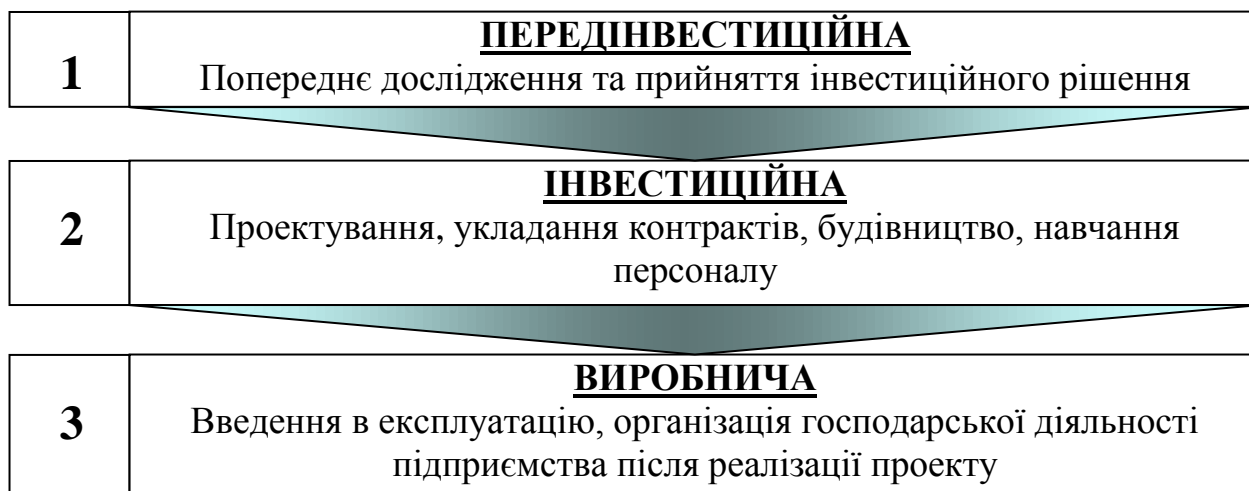 1
ПЕРЕДІНВЕСТИЦІЙНА
Попереднє дослідження та прийняття інвестиційного рішення
2
ІНВЕСТИЦІЙНА
Проектування, укладання контрактів, будівництво, навчання
персоналу
3
ВИРОБНИЧА
Введення в експлуатацію, організація господарської діяльності
підприємства після реалізації проекту